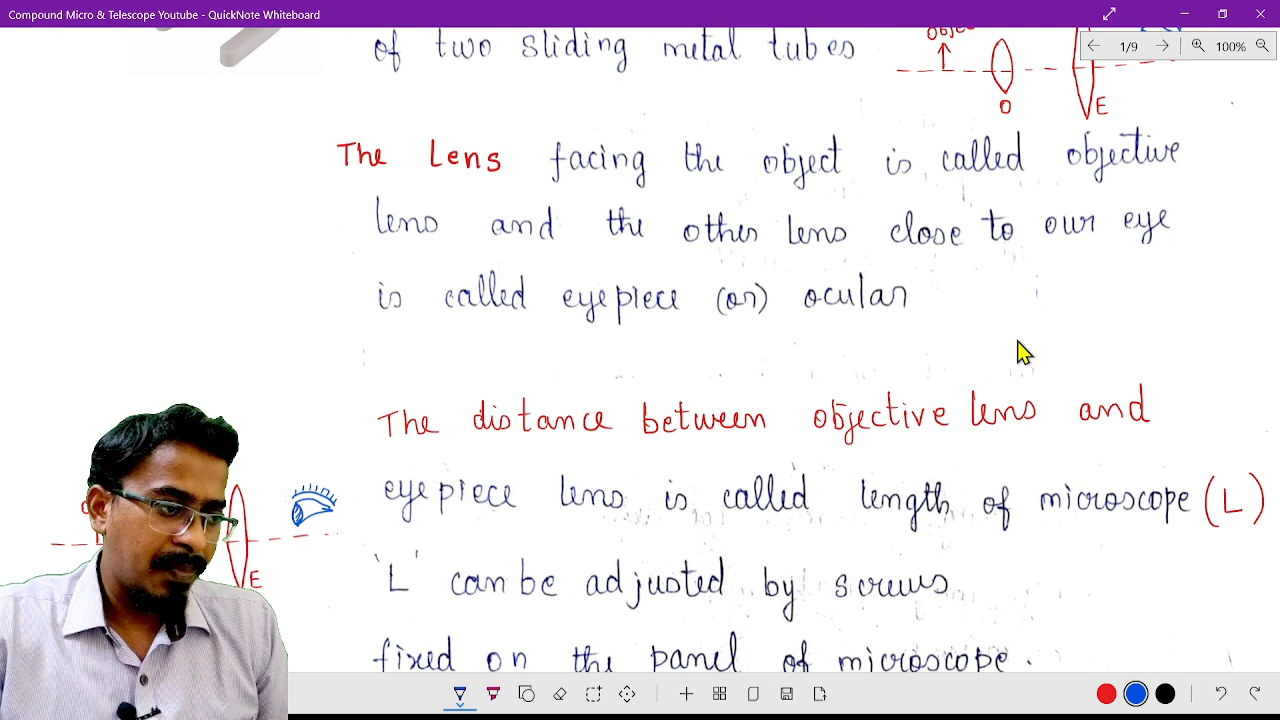 Compound Micro & Telescope Youtube - QuickNote Whiteboard
1/9 100%
of two sliding metal tubes
O
E
The Lens facing the object is called objective
lens and the other lens close to our eye
is called eyepiece (or) ocular
The distance between objective lens and
eyepiece lens is called length of microscope (L)
E
'L' can be adjusted by screws
fixed on the panel of microscope.